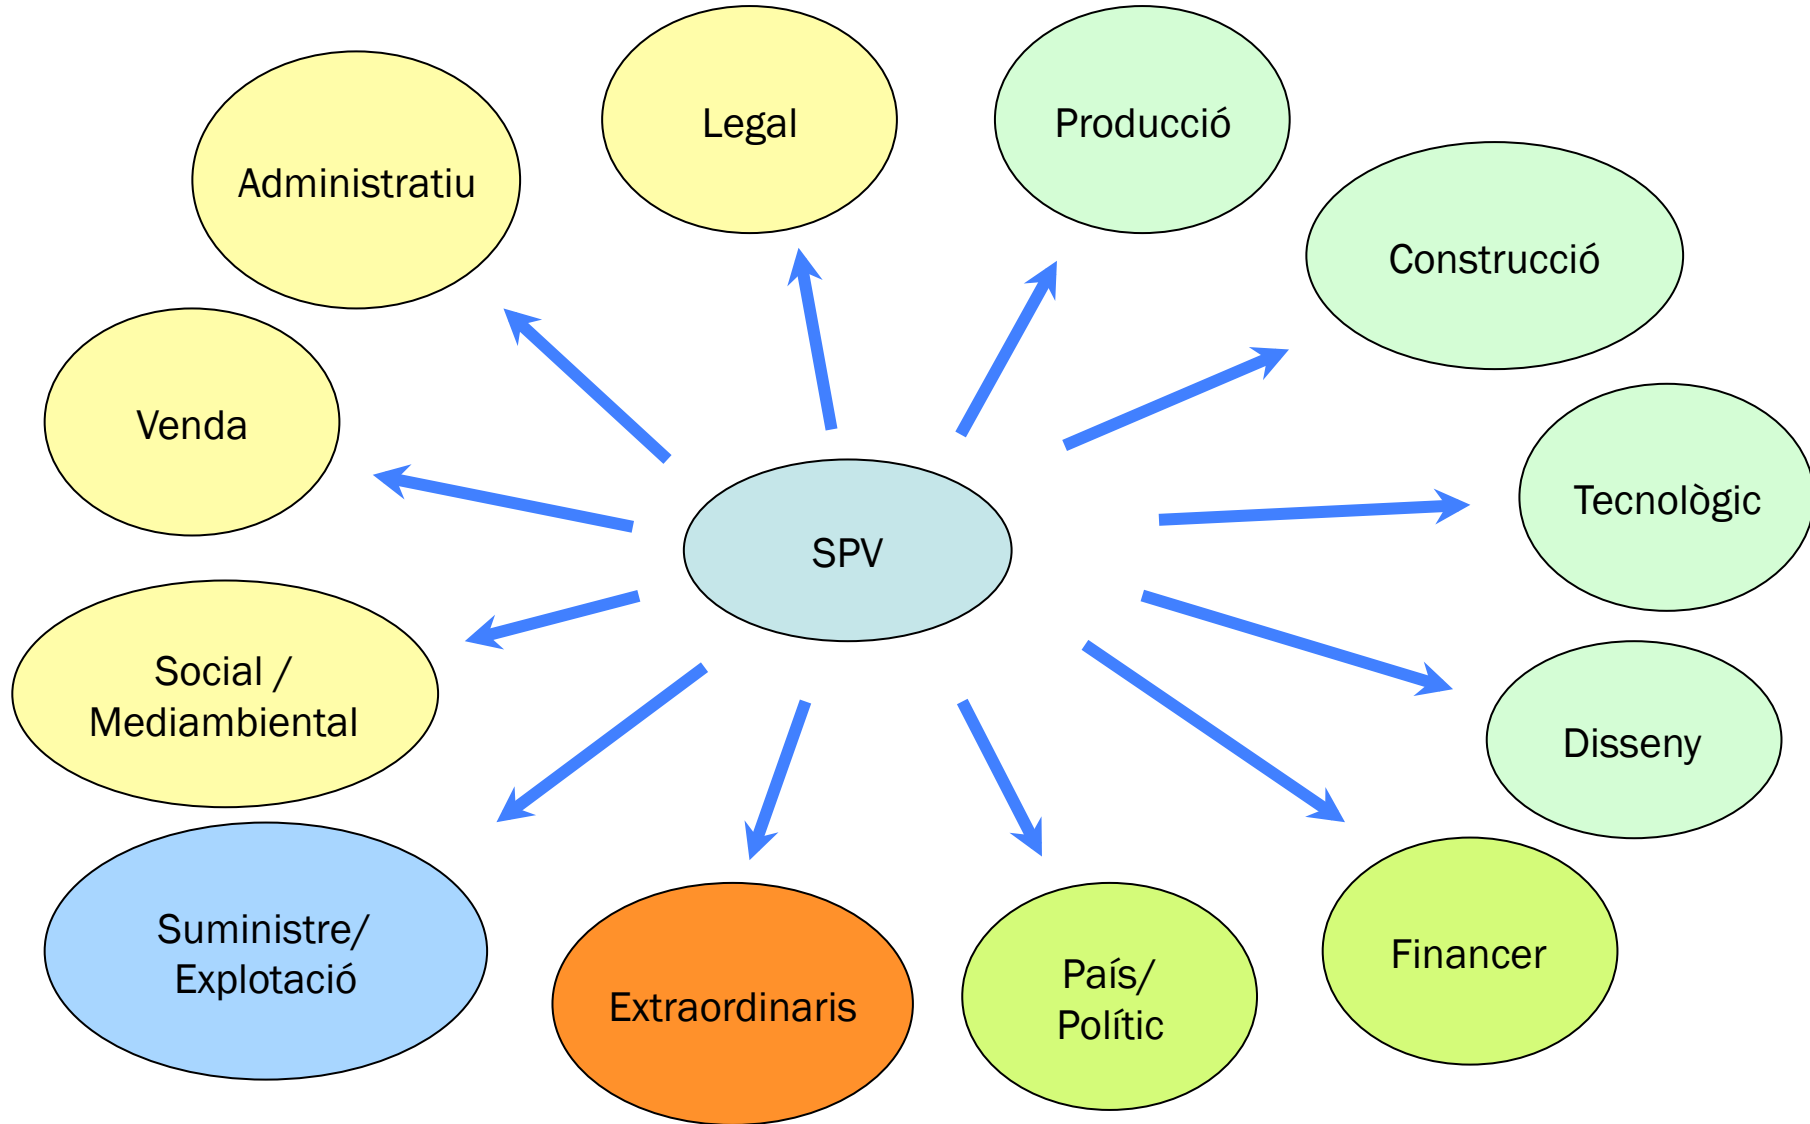 Legal
Producció
Administratiu
Construcció
Venda
Tecnològic
SPV
Social /
Mediambiental
Disseny
Suministre/
Explotació
Extraordinaris
País/
Polític
Financer